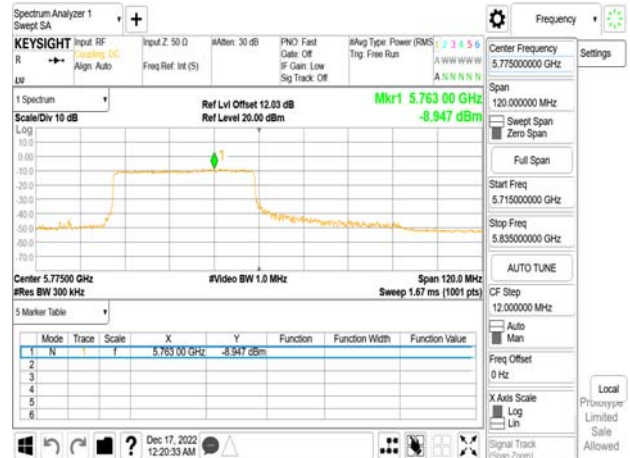 Spectrum Analyzer 1
Swept SA
+
Frequency
KEYSIGHT Input: RF Input Z: 50 Ω #Atten: 30 dB PNO: Fast #Avg Type: Power (RMS 1 2 3 4 5 6
R Coupling: DC Gate: Off Trig: Free Run A W W W W W
Align: Auto Freq Ref: Int (S) IF Gain: Low
Sig Track: Off A N N N N N
1 Spectrum
Scale/Div 10 dB
Ref Lvl Offset 12.03 dB
Ref Level 20.00 dBm
Mkr1 5.763 00 GHz
-8.947 dBm
Log
10.0
0.00
-10.0
-20.0
-30.0
-40.0
-50.0
-60.0
-70.0
1
Center 5.77500 GHz #Video BW 1.0 MHz Span 120.0 MHz
#Res BW 300 kHz Sweep 1.67 ms (1001 pts)
5 Marker Table
Mode Trace Scale X Y Function Function Width Function Value
1 N 1 f 5.763 00 GHz -8.947 dBm
2
3
4
5
6
?
Dec 17, 2022
12:20:33 AM
Center Frequency
5.775000000 GHz
Settings
Span
120.000000 MHz
Swept Span
Zero Span
Full Span
Start Freq
5.715000000 GHz
Stop Freq
5.835000000 GHz
AUTO TUNE
CF Step
12.000000 MHz
Auto
Man
Freq Offset
0 Hz
X Axis Scale
Log
Lin
Signal Track
(Span Zoom)
Local
Prototype
Limited
Sale
Allowed